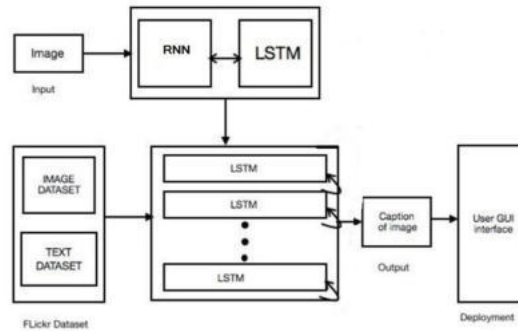 Image
Input
RNN
LSTM
IMAGE
DATASET
TEXT
DATASET
FLickr Dataset
LSTM
LSTM
LSTM
Caption
of image
Output
User GUI
interface
Deployment